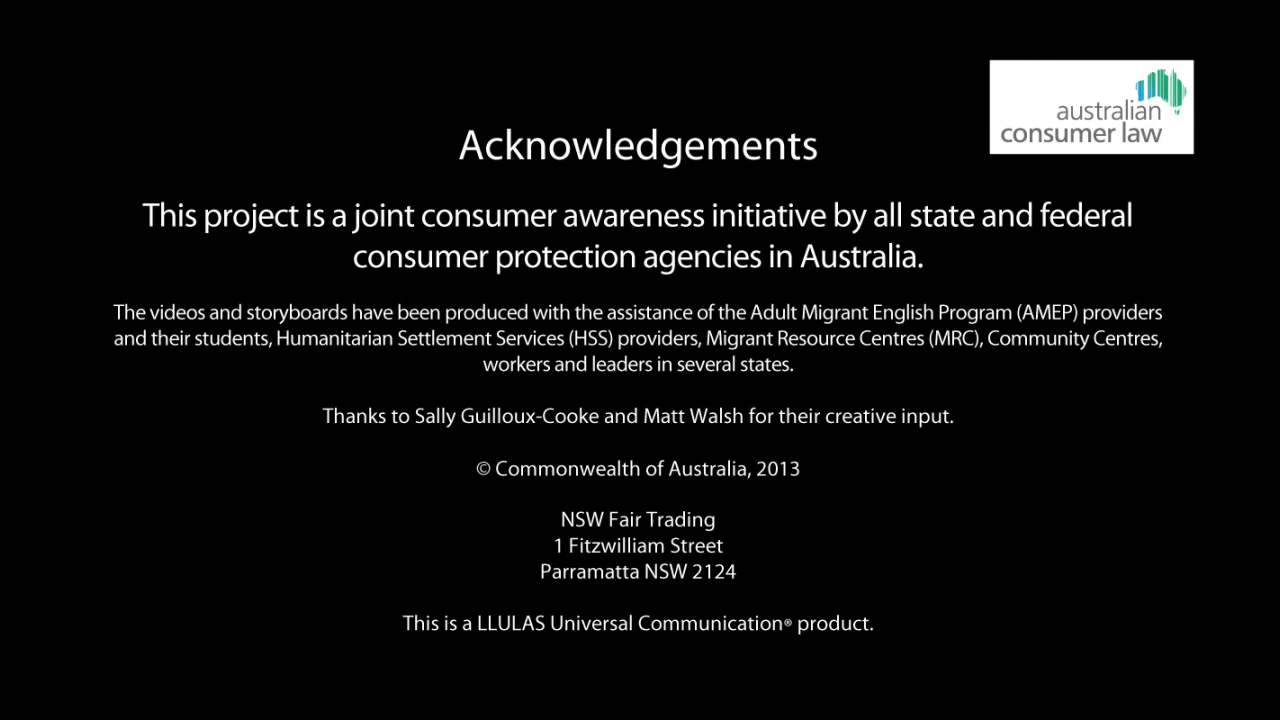 australian
consumer law
Acknowledgements
This project is a joint consumer awareness initiative by all state and federal
consumer protection agencies in Australia.
The videos and storyboards have been produced with the assistance of the Adult Migrant English Program (AMEP) providers
and their students, Humanitarian Settlement Services (HSS) providers, Migrant Resource Centres (MRC), Community Centres,
workers and leaders in several states.
Thanks to Sally Guilloux-Cooke and Matt Walsh for their creative input.
© Commonwealth of Australia, 2013
NSW Fair Trading
1 Fitzwilliam Street
Parramatta NSW 2124
This is a LLULAS Universal Communication® product.